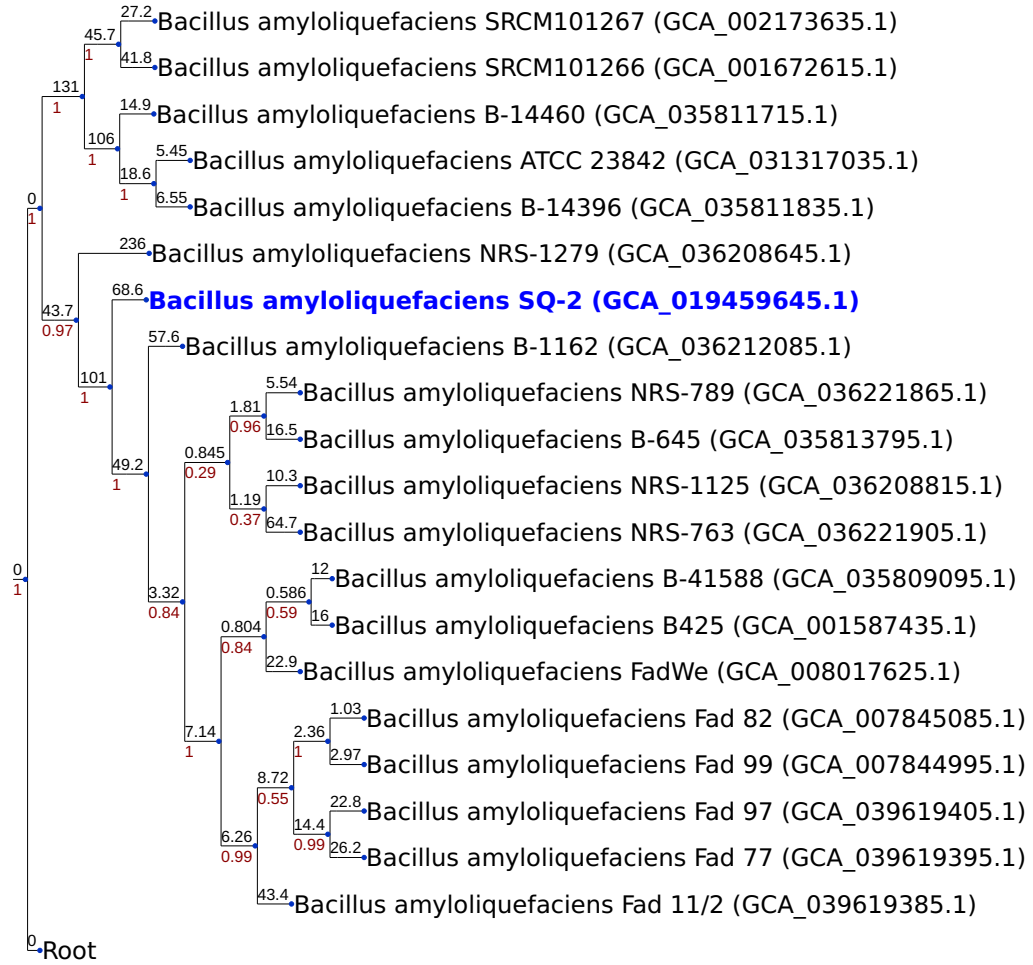 27.2
Bacillus amyloliquefaciens SRCM101267 (GCA_002173635.1)
45.7
1
41.8
Bacillus amyloliquefaciens SRCM101266 (GCA_001672615.1)
131
1
14.9
Bacillus amyloliquefaciens B-14460 (GCA_035811715.1)
106
1
5.45
Bacillus amyloliquefaciens ATCC 23842 (GCA_031317035.1)
18.6
1
6.55
Bacillus amyloliquefaciens B-14396 (GCA_035811835.1)
0
1
236
Bacillus amyloliquefaciens NRS-1279 (GCA_036208645.1)
68.6
Bacillus amyloliquefaciens SQ-2 (GCA_019459645.1)
43.7
0.97
57.6
Bacillus amyloliquefaciens B-1162 (GCA_036212085.1)
101
1
5.54
Bacillus amyloliquefaciens NRS-789 (GCA_036221865.1)
1.81
0.96
16.5
Bacillus amyloliquefaciens B-645 (GCA_035813795.1)
0.845
0.29
49.2
1
10.3
Bacillus amyloliquefaciens NRS-1125 (GCA_036208815.1)
1.19
0.37
64.7
Bacillus amyloliquefaciens NRS-763 (GCA_036221905.1)
0
1
12
Bacillus amyloliquefaciens B-41588 (GCA_035809095.1)
3.32
0.84
0.586
0.59
16
Bacillus amyloliquefaciens B425 (GCA_001587435.1)
0.804
0.84
22.9
Bacillus amyloliquefaciens FadWe (GCA_008017625.1)
1.03
Bacillus amyloliquefaciens Fad 82 (GCA_007845085.1)
7.14
1
2.36
1
2.97
Bacillus amyloliquefaciens Fad 99 (GCA_007844995.1)
8.72
0.55
22.8
Bacillus amyloliquefaciens Fad 97 (GCA_039619405.1)
14.4
0.99
6.26
0.99
26.2
Bacillus amyloliquefaciens Fad 77 (GCA_039619395.1)
43.4
Bacillus amyloliquefaciens Fad 11/2 (GCA_039619385.1)
0
Root